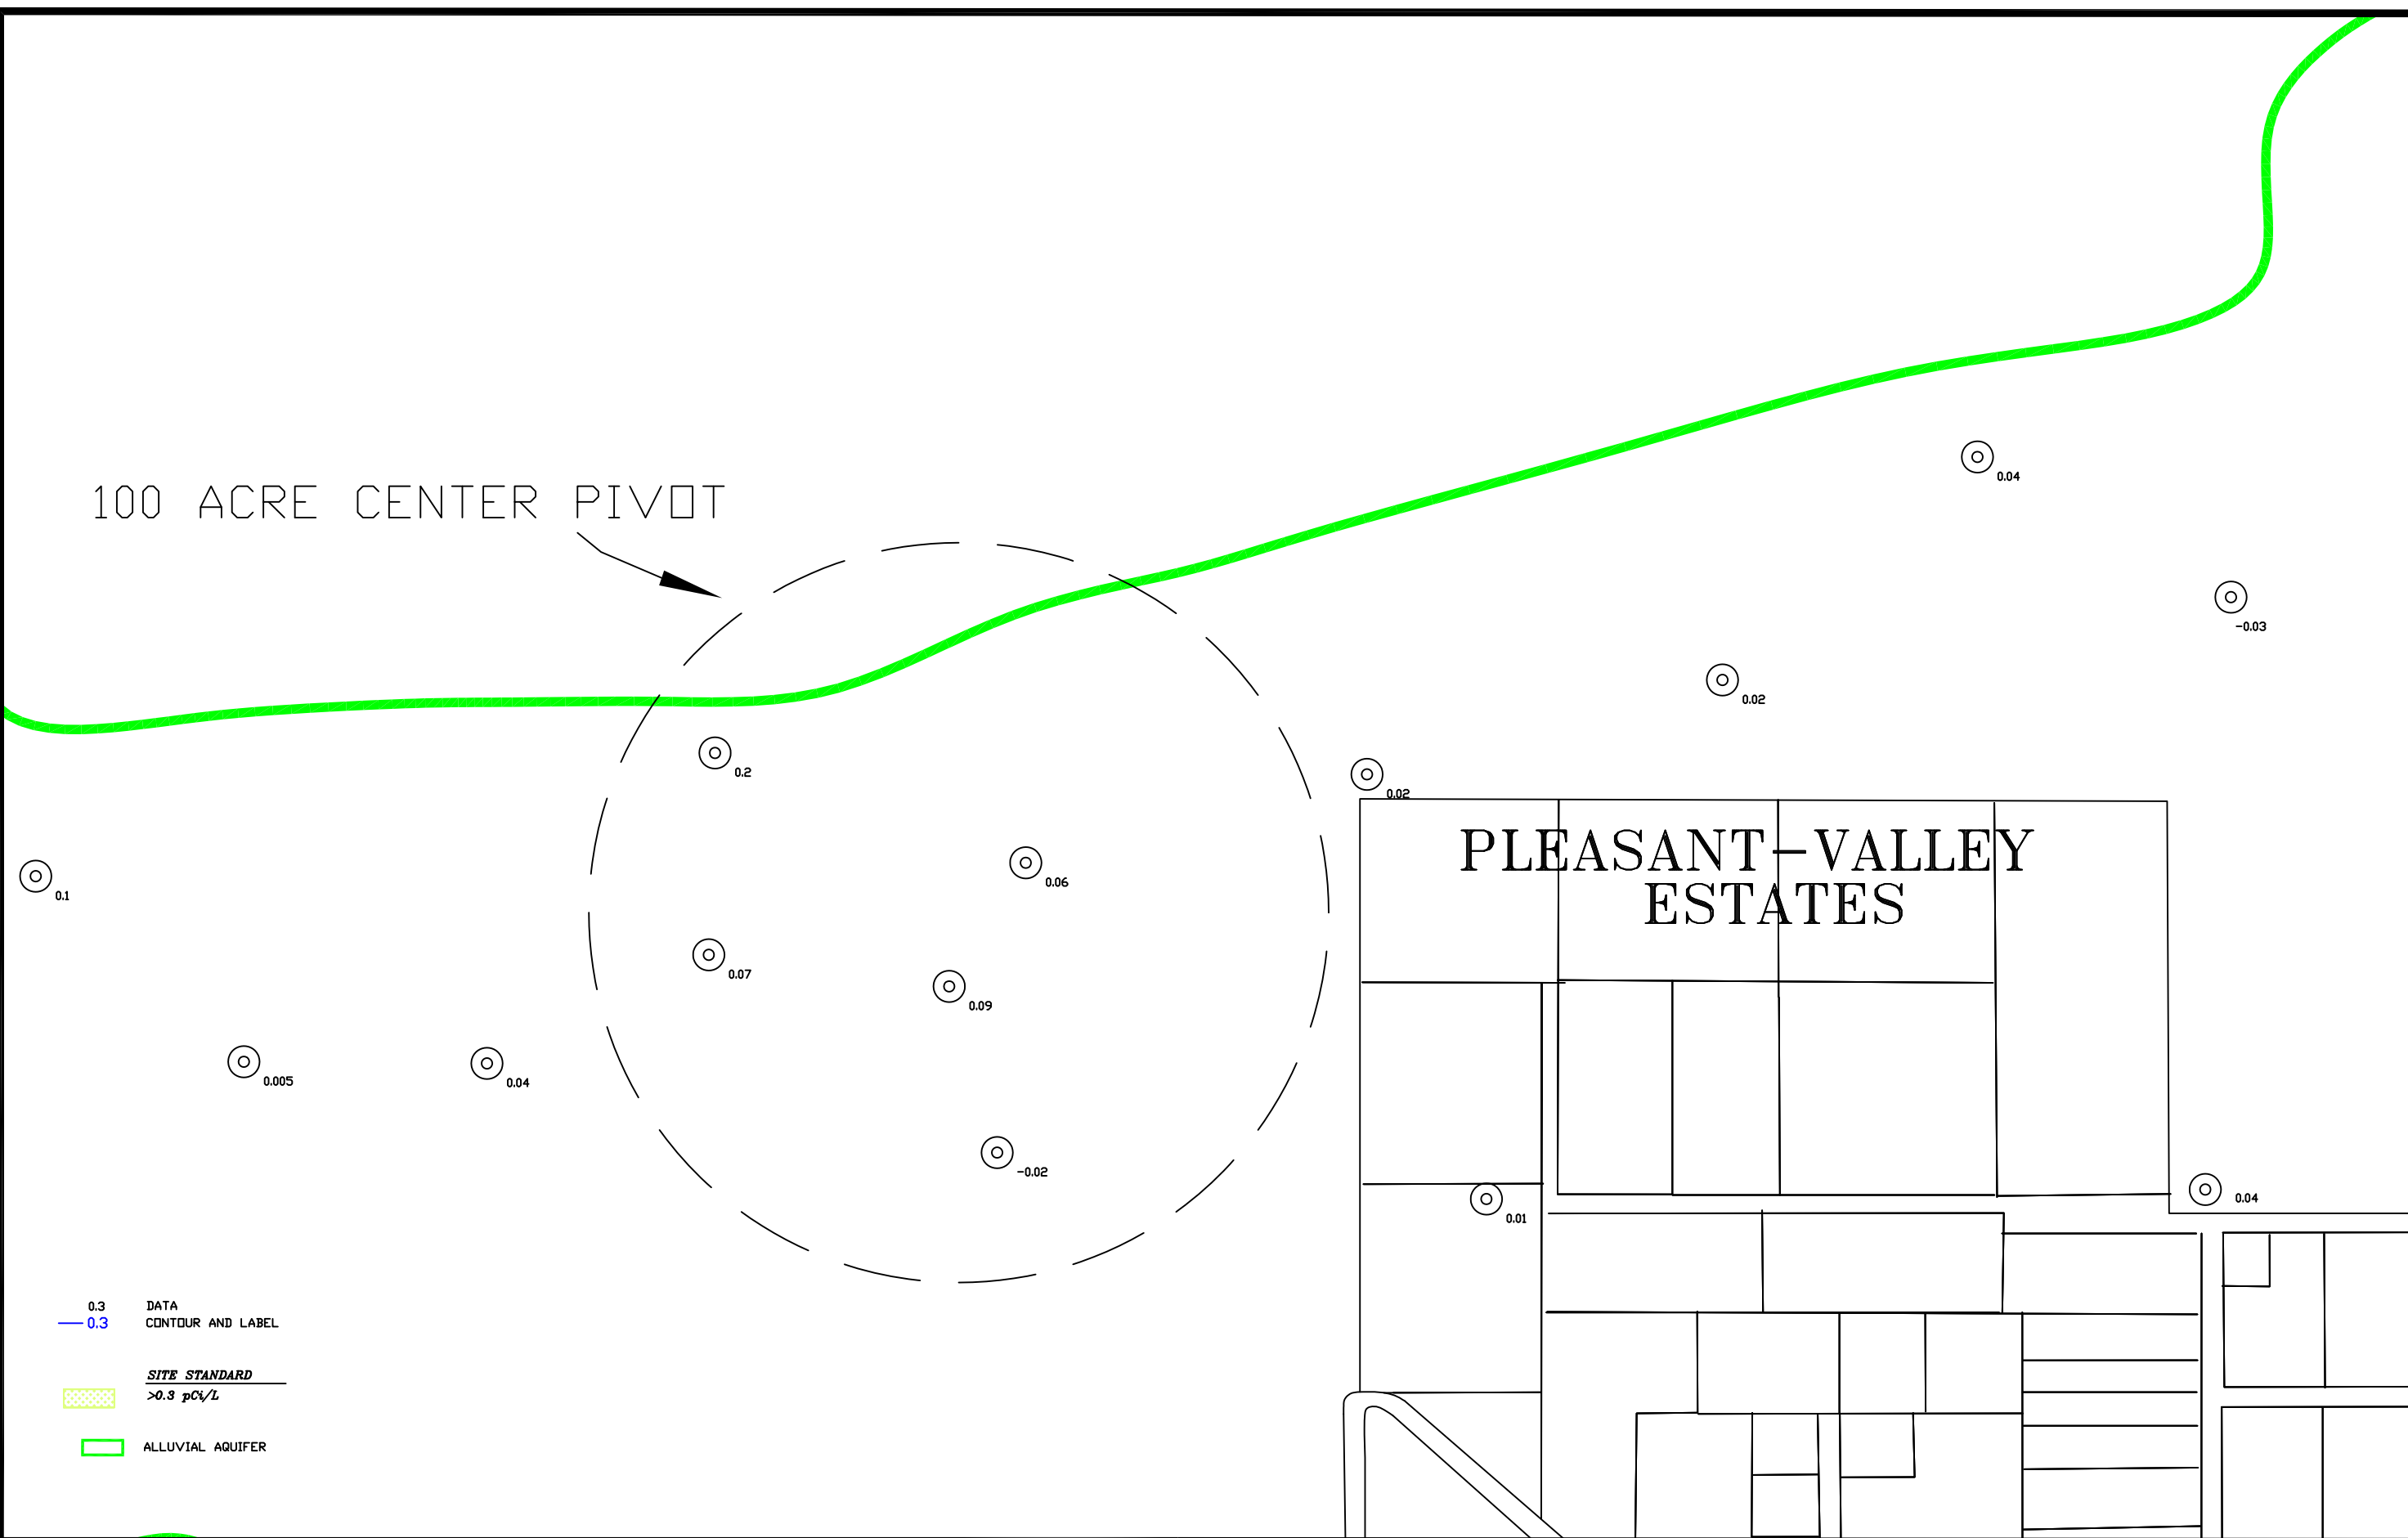 100 ACRE CENTER PIVOT
0.04
-0.03
0.02
0.2
0.02
PLEASANT-VALLEY
ESTATES
0.06
0.1
0.07
0.09
0.005
0.04
-0.02
0.01
0.04
0.3 DATA
0.3 CONTOUR AND LABEL
SITE STANDARD
>0.3 pCi/L
ALLUVIAL AQUIFER